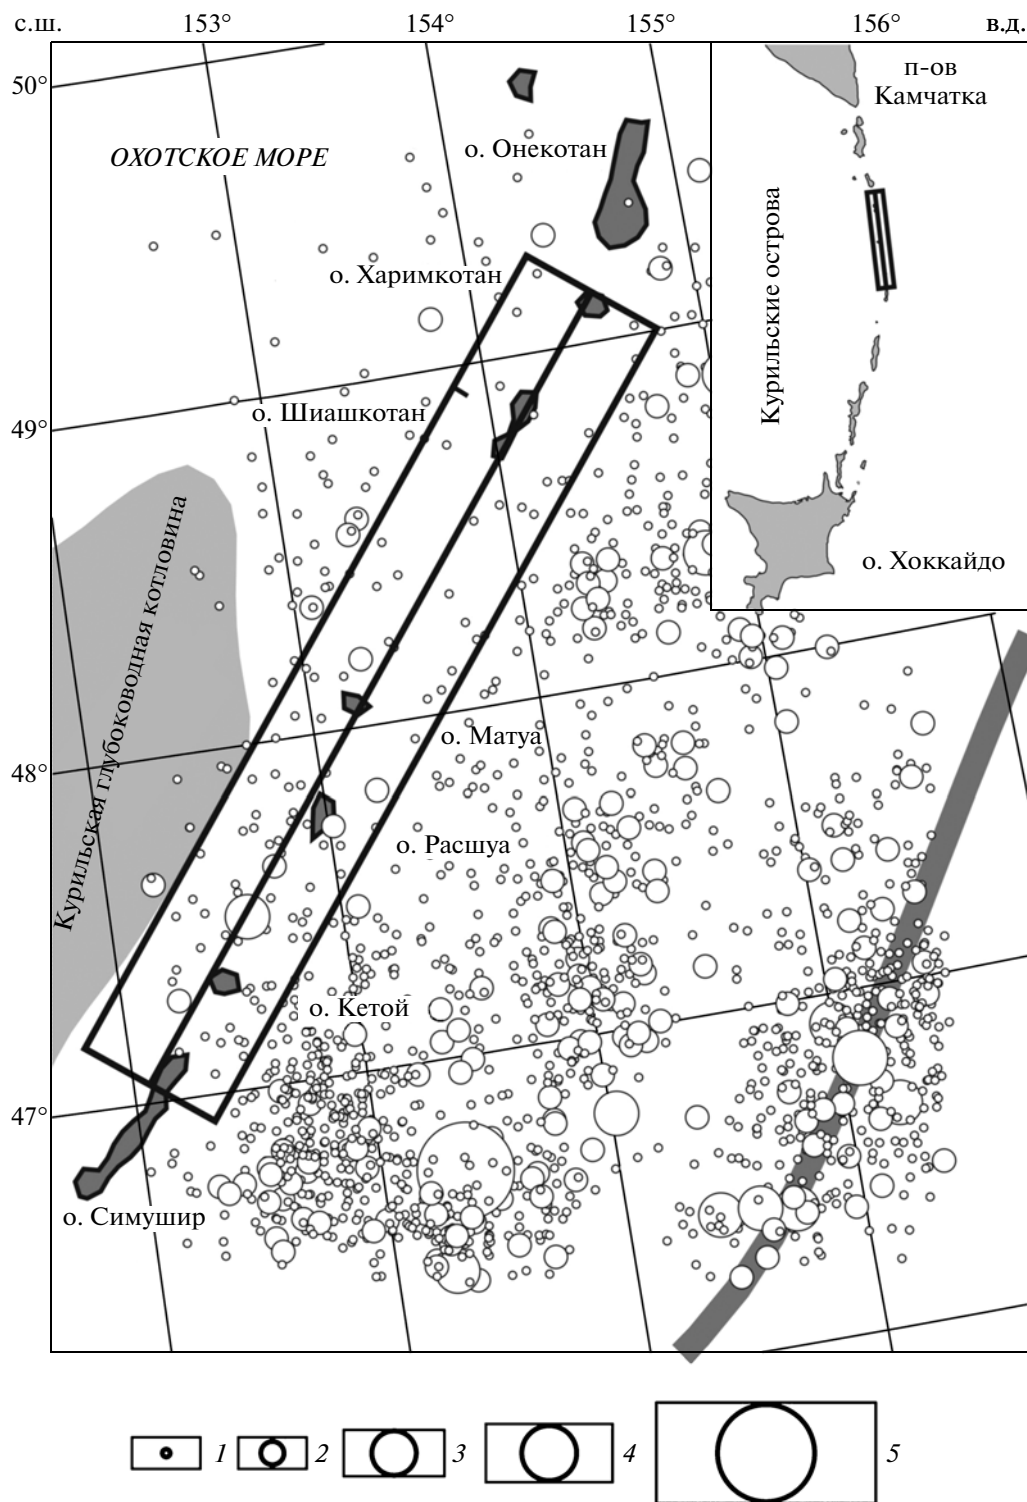 с.ш.
153°
154°
155°
156°
в.д.
50°
п-ов
Камчатка
ОХОТСКОЕ МОРЕ
о. Онекотан
Курильские острова
о. Харимкотан
49°
о. Шиашкотан
Курильская глубоководная котловина
о. Хоккайдо
о. Матуа
48°
о. Расшуа
о. Кетой
47°
о. Симушир
1
2
3
4
5